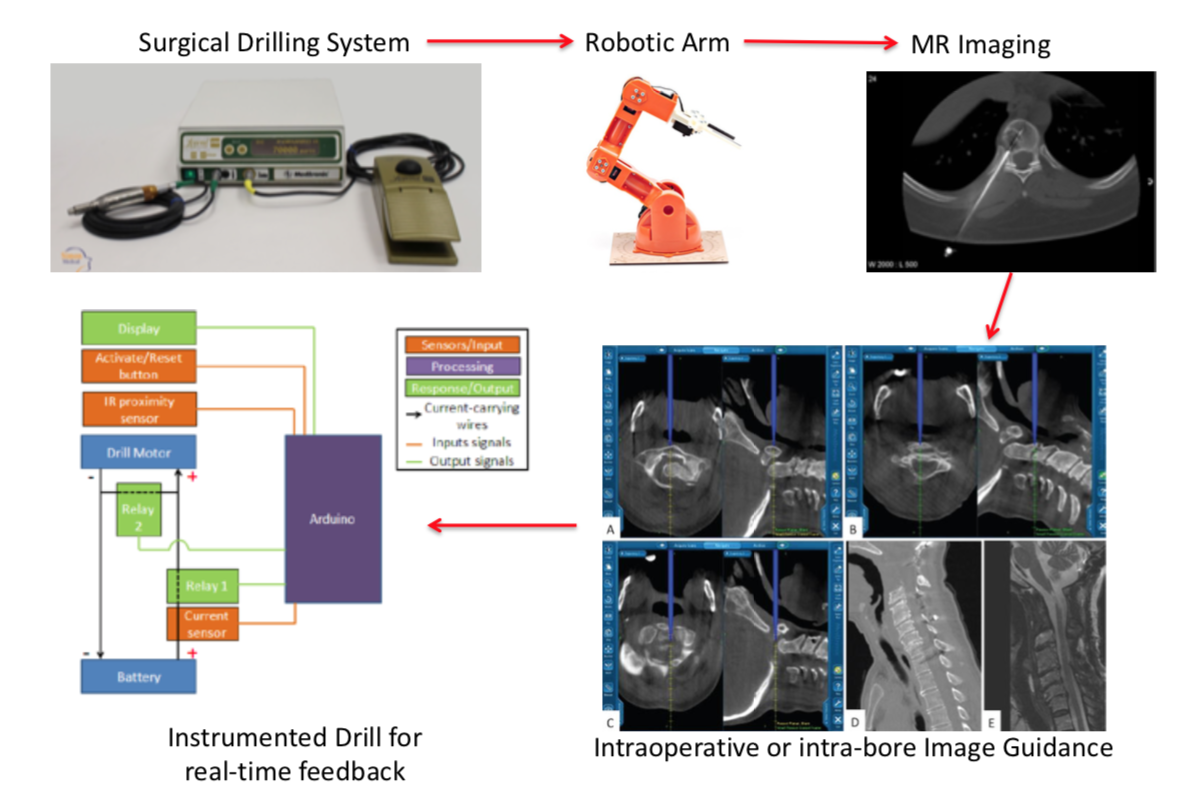 Surgical Drilling System
Robotic Arm
MR Imaging
Medtronic
24
W 2000 : L 500
Display
Activate/Reset
button
IR proximity
sensor
Drill Motor
-
+
Relay
2
Relay 1
Current
sensor
-
+
Battery
Arduino
Sensors/Input
Processing
Response/Output
Current-carrying
wires
Inputs signals
Output signals
A
B
C
D
E
Instrumented Drill for
real-time feedback
Intraoperative or intra-bore Image Guidance